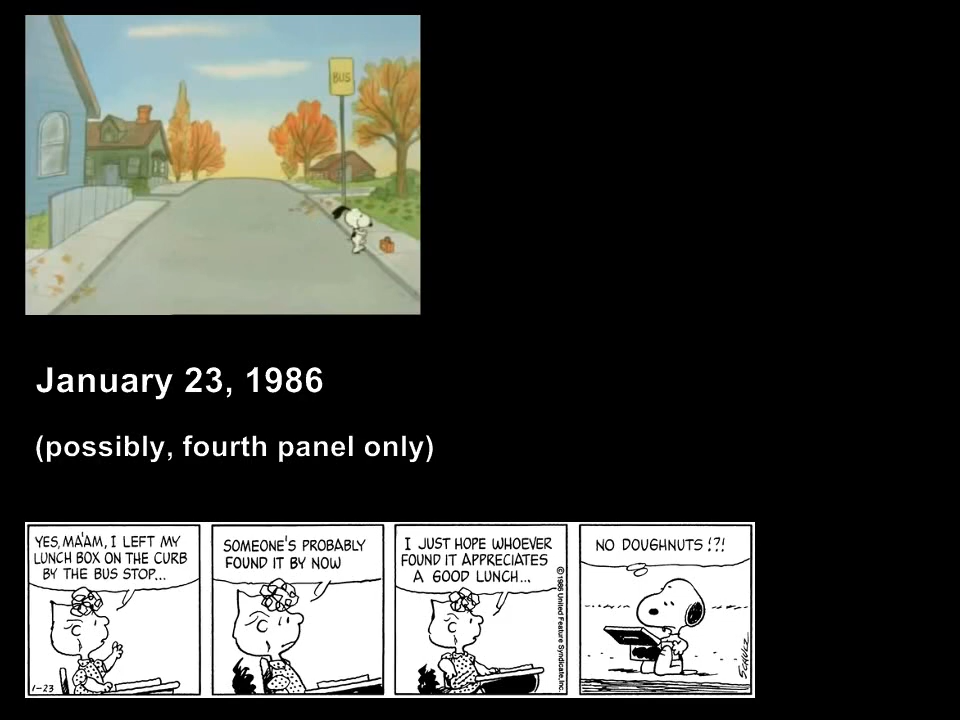 BUS
January 23, 1986
(possibly, fourth panel only)
YES, MA'AM, I LEFT MY
LUNCH BOX ON THE CURB
BY THE BUS STOP...
1-23
SOMEONE'S PROBABLY
FOUND IT BY NOW
I JUST HOPE WHOEVER
FOUND IT APPRECIATES
A GOOD LUNCH...
©1986 United Feature Syndicate, Inc.
NO DOUGHNUTS !?!
SCHULZ